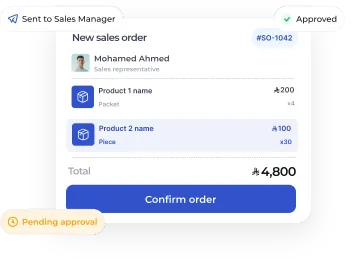 Sent to Sales Manager
Approved
New sales order
#SO-1042
Mohamed Ahmed
Sales representative
Product 1 name
⃁200
Packet
x4
Product 2 name
⃁100
Piece
x30
Total
⃁4,800
Confirm order
Pending approval